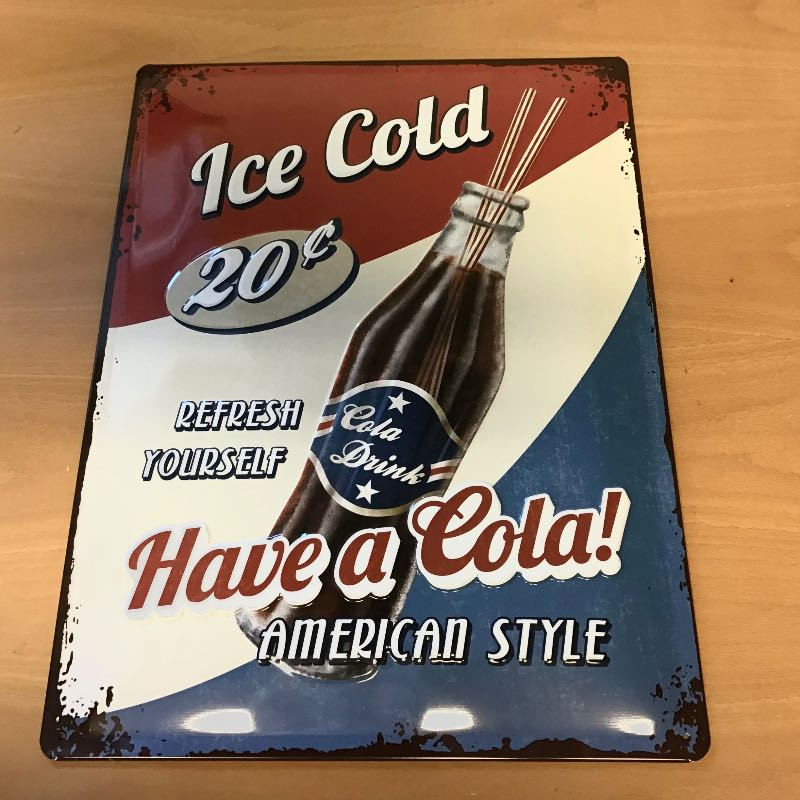 Ice Cold
20¢
REFRESH
YOURSELF
Cola
Drink
Have a Cola!
AMERICAN STYLE